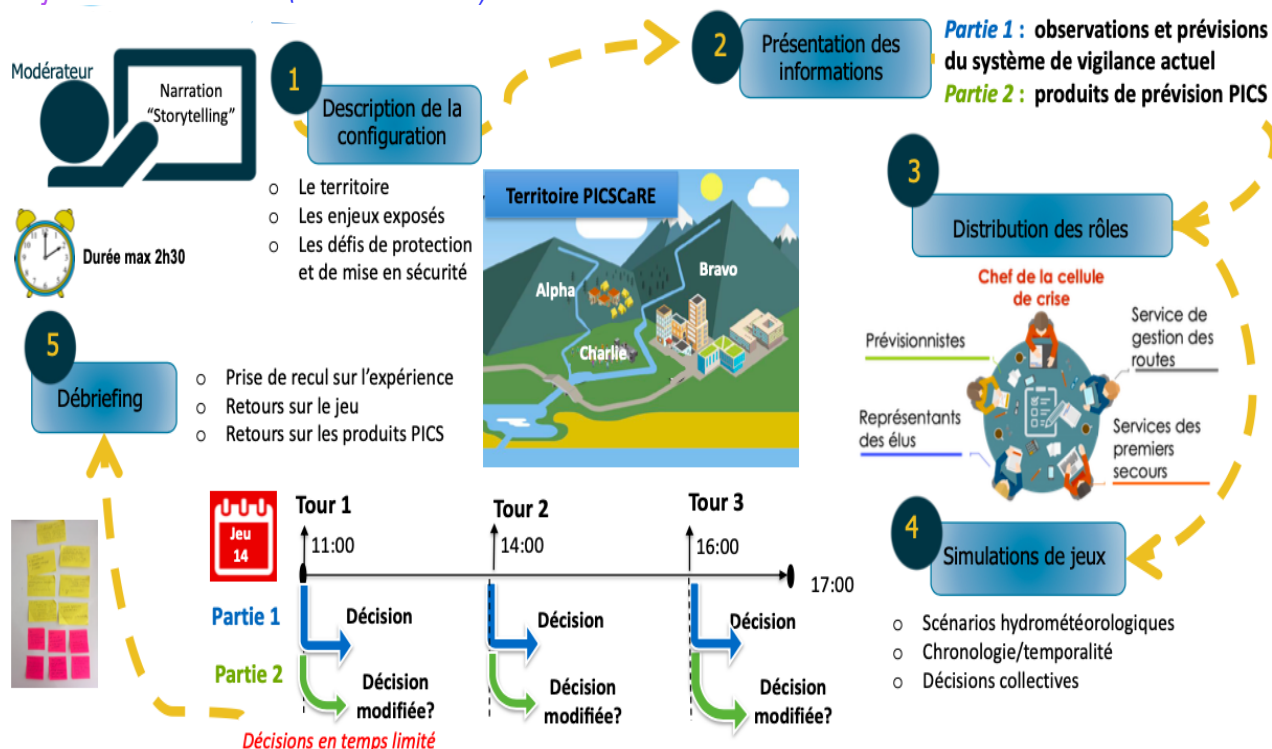 Modérateur
Narration
“Storytelling”
Durée max 2h30
1
Description de la
configuration
o Le territoire
o Les enjeux exposés
o Les défis de protection
et de mise en sécurité
2
Présentation des
informations
Partie 1 : observations et prévisions
du système de vigilance actuel
Partie 2 : produits de prévision PICS
3
Distribution des rôles
Chef de la cellule
de crise
Prévisionnistes
Service de
gestion des
routes
Représentants
des élus
Services des
premiers
secours
Territoire PICSCaRE
Alpha
Bravo
Charlie
4
Simulations de jeux
o Scénarios hydrométéorologiques
o Chronologie/temporalité
o Décisions collectives
5
Débriefing
o Prise de recul sur l’expérience
o Retours sur le jeu
o Retours sur les produits PICS
Jeu
14
Tour 1
11:00
Tour 2
14:00
Tour 3
16:00
17:00
Partie 1
Décision
Décision
Décision
Partie 2
Décision
modifiée?
Décision
modifiée?
Décision
modifiée?
Décisions en temps limité